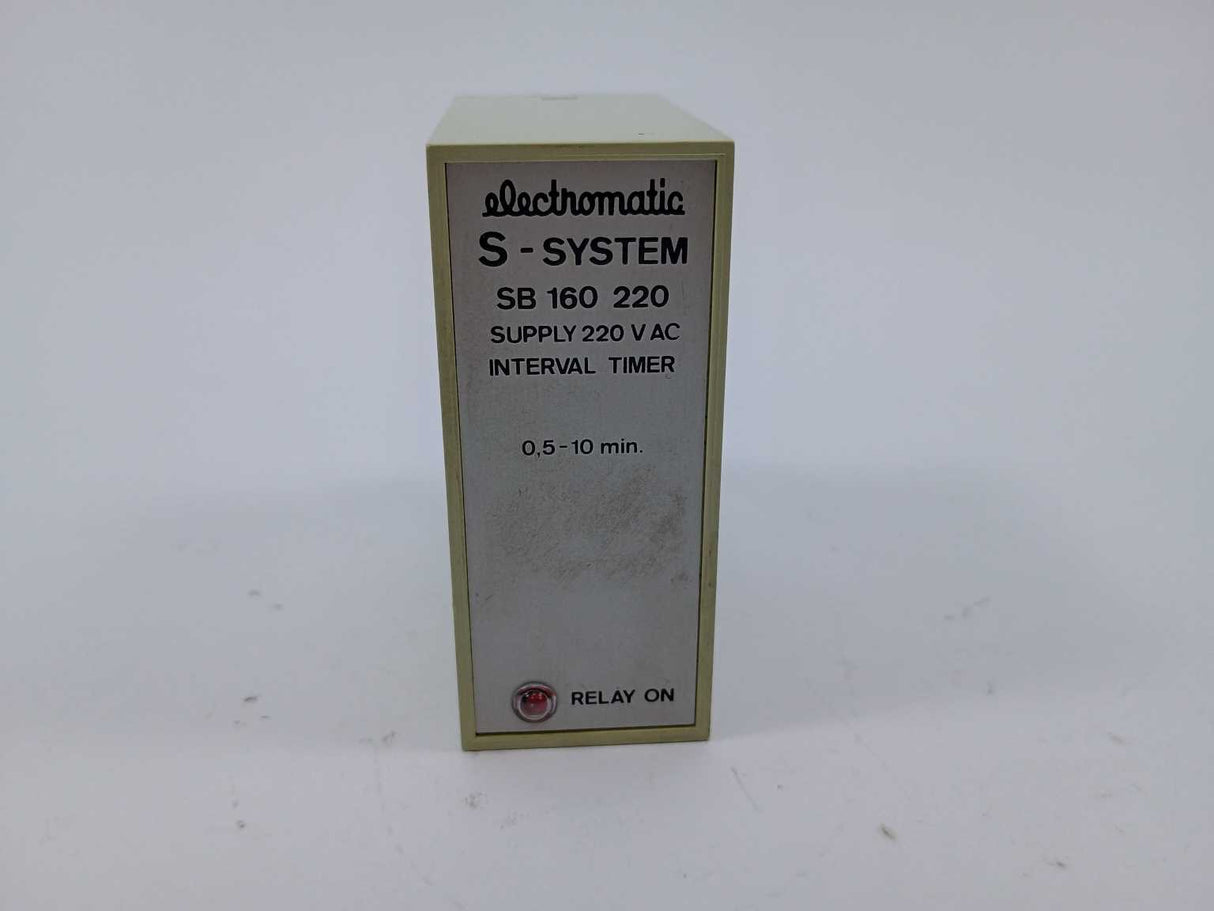 electromatic
S - SYSTEM
SB 160 220
SUPPLY 220 V AC
INTERVAL TIMER
0,5-10 min.
RELAY ON